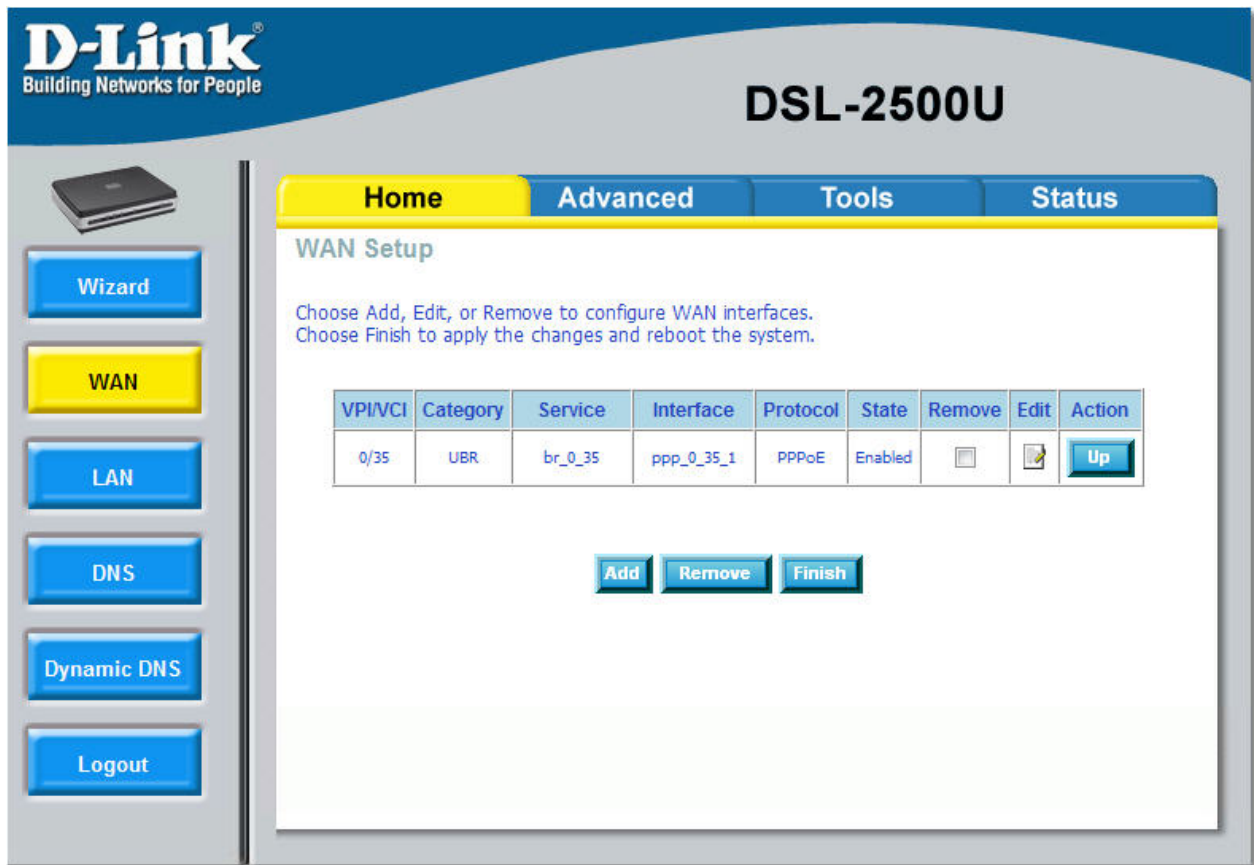 D-Link®
Building Networks for People
DSL-2500U
Home Advanced Tools Status
Wizard
WAN
LAN
DNS
Dynamic DNS
Logout
WAN Setup
Choose Add, Edit, or Remove to configure WAN interfaces.
Choose Finish to apply the changes and reboot the system.
VPI/VCI Category Service Interface Protocol State Remove Edit Action
0/35 UBR br_0_35 ppp_0_35_1 PPPoE Enabled Up
Add Remove Finish